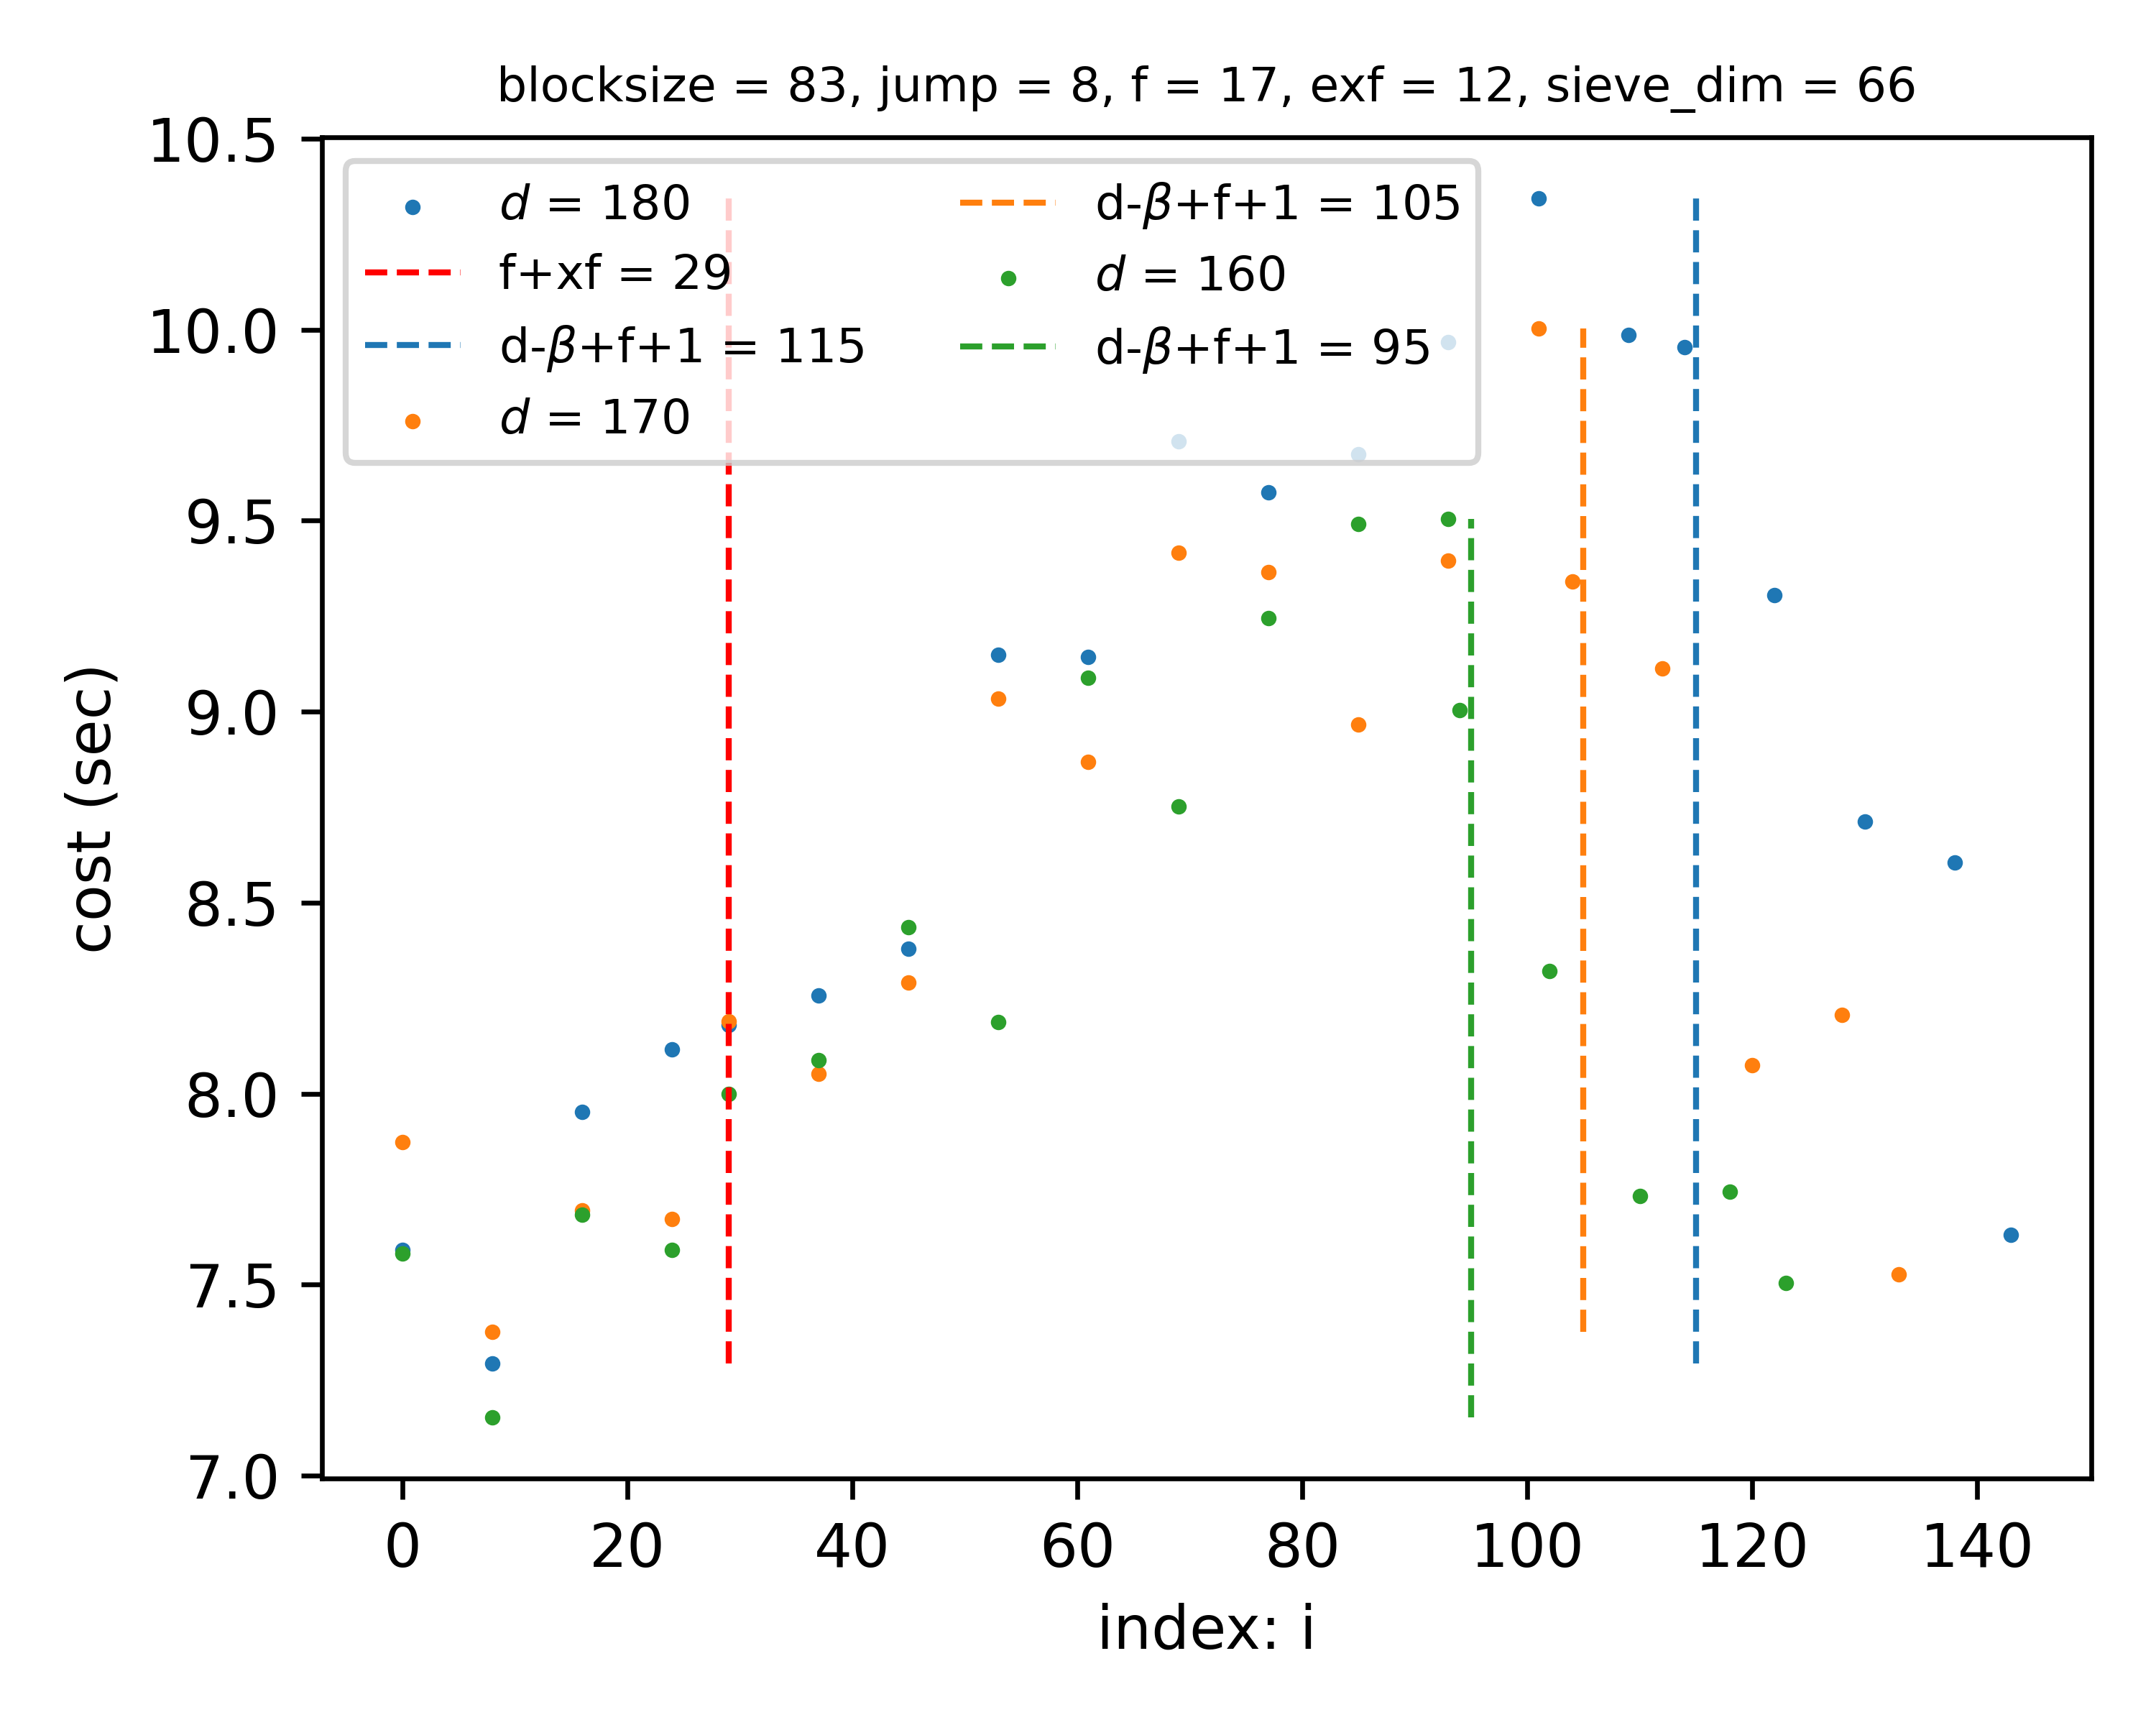 blocksize = 83, jump = 8, f = 17, exf = 12, sieve_dim = 66
10.5
10.0
9.5
9.0
8.5
8.0
7.5
7.0
cost (sec)
d = 180
f+xf = 29
d-β+f+1 = 115
d = 170
d-β+f+1 = 105
d = 160
d-β+f+1 = 95
0 20 40 60 80 100 120 140
index: i